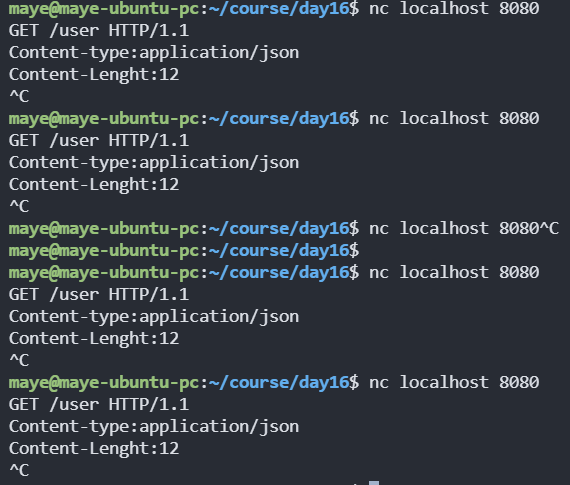 maye@maye-ubuntu-pc:~/course/day16$ nc localhost 8080
GET /user HTTP/1.1
Content-type:application/json
Content-Lenght:12
^C
maye@maye-ubuntu-pc:~/course/day16$ nc localhost 8080
GET /user HTTP/1.1
Content-type:application/json
Content-Lenght:12
^C
maye@maye-ubuntu-pc:~/course/day16$ nc localhost 8080^C
maye@maye-ubuntu-pc:~/course/day16$
maye@maye-ubuntu-pc:~/course/day16$ nc localhost 8080
GET /user HTTP/1.1
Content-type:application/json
Content-Lenght:12
^C
maye@maye-ubuntu-pc:~/course/day16$ nc localhost 8080
GET /user HTTP/1.1
Content-type:application/json
Content-Lenght:12
^C